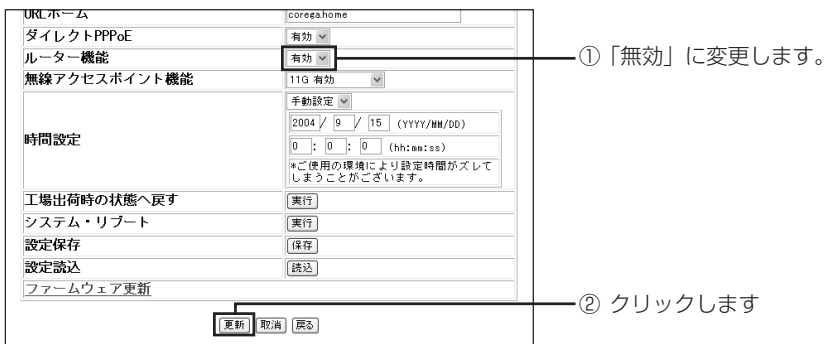 URLホーム corega.home
ダイレクトPPPoE 有効
ルーター機能 有効
①「無効」に変更します。
無線アクセスポイント機能 11G 有効
手動設定
時間設定
2004 / 9 / 15 (YYYY/MM/DD)
0 : 0 : 0 (hh:mm:ss)
*ご使用の環境により設定時間がズレて
しまうことがございます。
工場出荷時の状態へ戻す 実行
システム・リブート 実行
設定保存 保存
設定読込 読込
ファームウェア更新
② クリックします
更新 取消 戻る